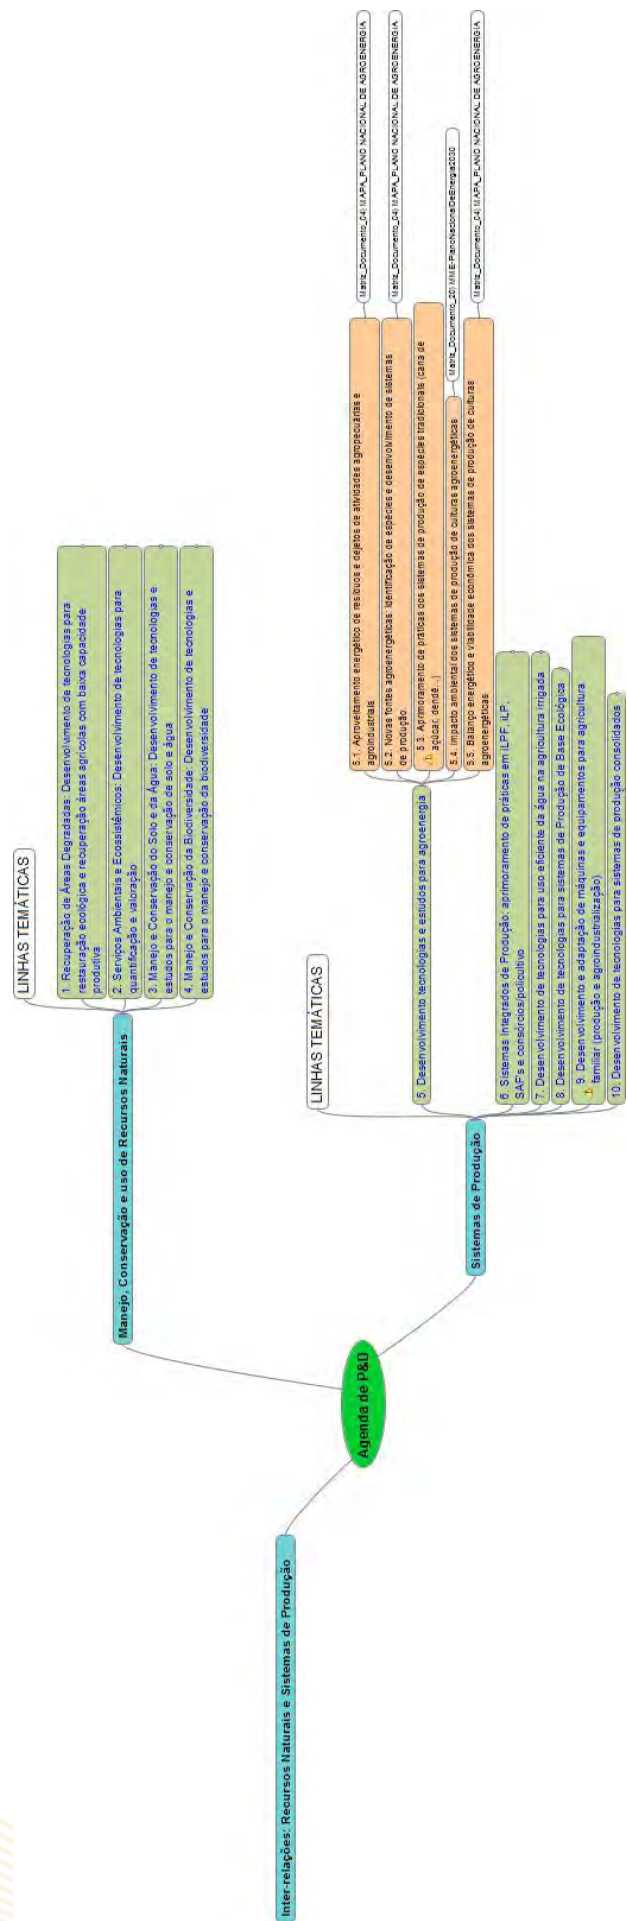 LINHAS TEMÁTICAS
1. Recuperação de Áreas Degradadas: Desenvolvimento de tecnologias para
restauração ecológica e recuperação áreas agrícolas com baixa capacidade
produtiva
2. Serviços Ambientais e Ecossistêmicos: Desenvolvimento de tecnologias para
quantificação e valoração
3. Manejo e Conservação do Solo e da Água: Desenvolvimento de tecnologias e
estudos para o manejo e conservação de solo e água
4. Manejo e Conservação da Biodiversidade: Desenvolvimento de tecnologias e
estudos para o manejo e conservação da biodiversidade
Manejo, Conservação e uso de Recursos Naturais
Inter-relações: Recursos Naturais e Sistemas de Produção
Agenda de P&D
Sistemas de Produção
LINHAS TEMÁTICAS
5. Desenvolvimento tecnologias e estudos para agroenergia
5.1. Aproveitamento energético de resíduos e dejetos de atividades agropecuárias e
agroindustriais
Matriz_Documento_04) MAPA_PLANO NACIONAL DE AGROENERGIA
5.2. Novas fontes agroenergéticas: identificação de espécies e desenvolvimento de sistemas
de produção.
Matriz_Documento_04) MAPA_PLANO NACIONAL DE AGROENERGIA
5.3. Aprimoramento de práticas dos sistemas de produção de espécies tradicionais (cana de
açúcar, dendê...)
5.4. Impacto ambiental dos sistemas de produção de culturas agroenergéticas
Matriz_Documento_20) MME-PlanoNacionalDeEnergia2030
5.5. Balanço energético e viabilidade econômica dos sistemas de produção de culturas
agroenergéticas
Matriz_Documento_04) MAPA_PLANO NACIONAL DE AGROENERGIA
6. Sistemas Integrados de Produção: aprimoramento de práticas em iLPF, iLP,
SAF's e consórcios/policultivo
7. Desenvolvimento de tecnologias para uso eficiente da água na agricultura irrigada
8. Desenvolvimento de tecnologias para sistemas de Produção de Base Ecológica
9. Desenvolvimento e adaptação de máquinas e equipamentos para agricultura
familiar (produção e agroindustrialização)
10. Desenvolvimento de tecnologias para sistemas de produção consolidados